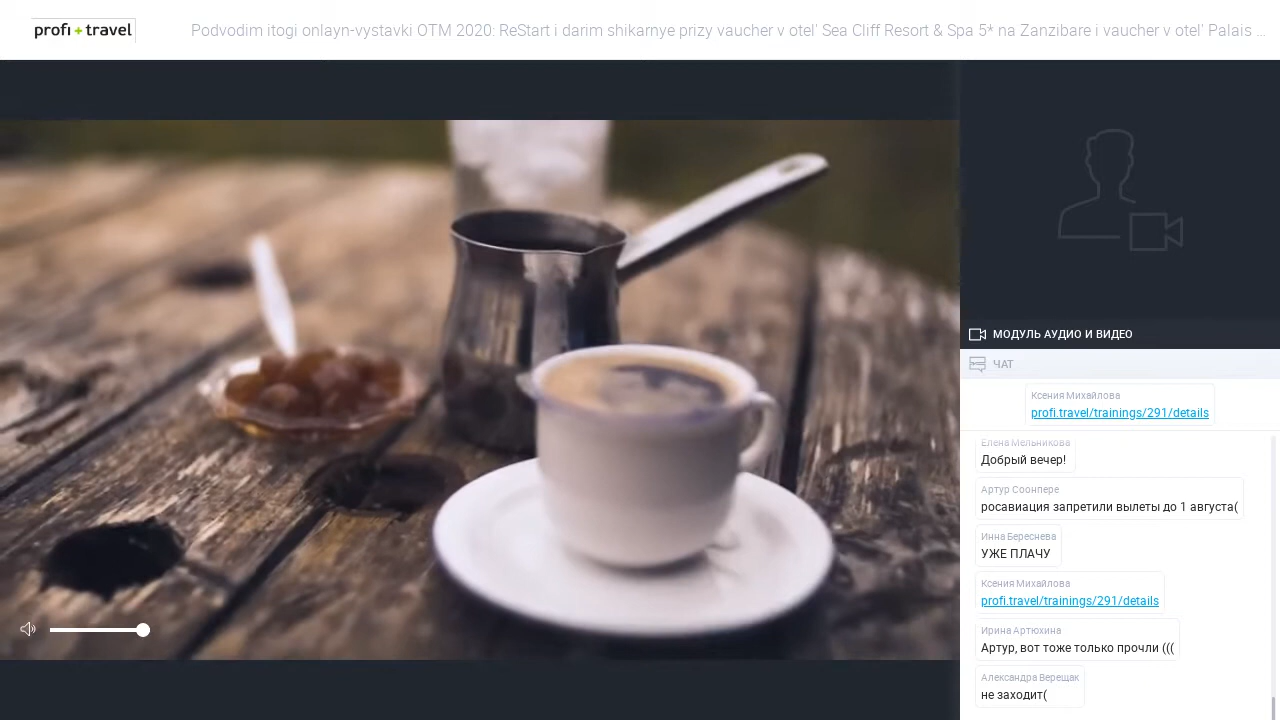 profi + travel
Podvodim itogi onlayn-vystavki OTM 2020: ReStart i darim shikarnye prizy vaucher v otel' Sea Cliff Resort & Spa 5* na Zanzibare i vaucher v otel' Palais ...
МОДУЛЬ АУДИО И ВИДЕО
ЧАТ
Ксения Михайлова
profi.travel/trainings/291/details
Елена Мельникова
Добрый вечер!
Артур Соонпере
росавиация запретили вылеты до 1 августа(
Инна Береснева
УЖЕ ПЛАЧУ
Ксения Михайлова
profi.travel/trainings/291/details
Ирина Артюхина
Артур, вот тоже только прочли (((
Александра Верещак
не заходит(